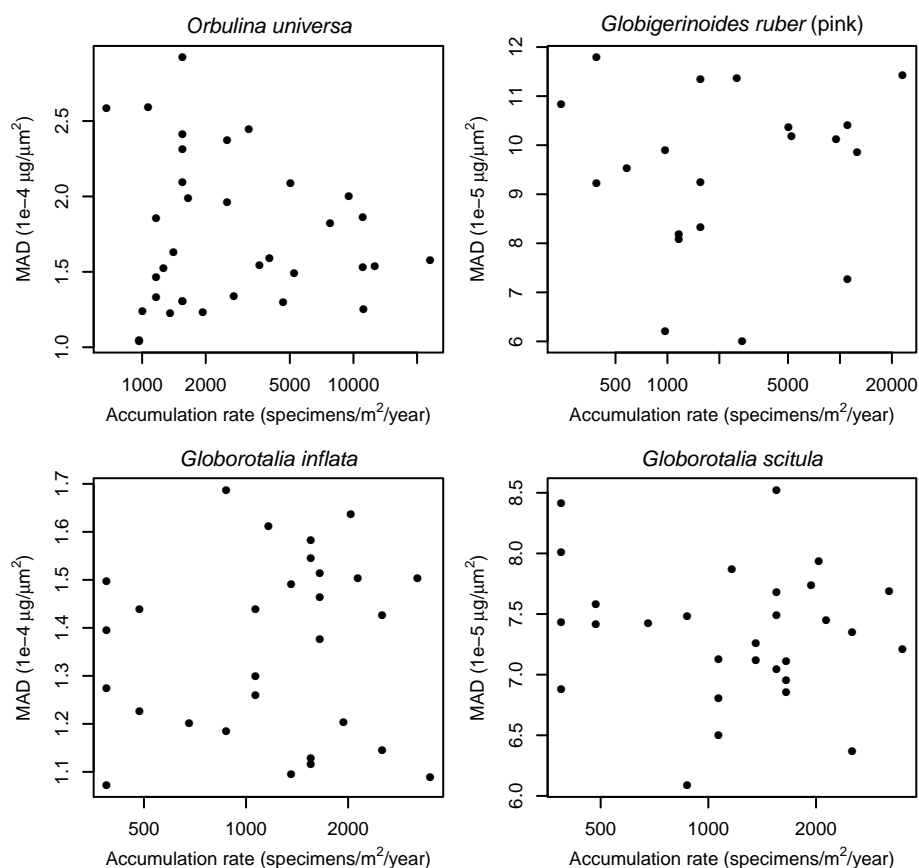 Orbulina universa
MAD (1e−4 µg/µm²)
2.5
2.0
1.5
1.0
1000 2000 5000 10000
Accumulation rate (specimens/m²/year)
Globigerinoides ruber (pink)
MAD (1e−5 µg/µm²)
12
11
10
9
8
7
6
500 1000 5000 20000
Accumulation rate (specimens/m²/year)
Globorotalia inflata
MAD (1e−4 µg/µm²)
1.7
1.6
1.5
1.4
1.3
1.2
1.1
500 1000 2000
Accumulation rate (specimens/m²/year)
Globorotalia scitula
MAD (1e−5 µg/µm²)
8.5
8.0
7.5
7.0
6.5
6.0
500 1000 2000
Accumulation rate (specimens/m²/year)